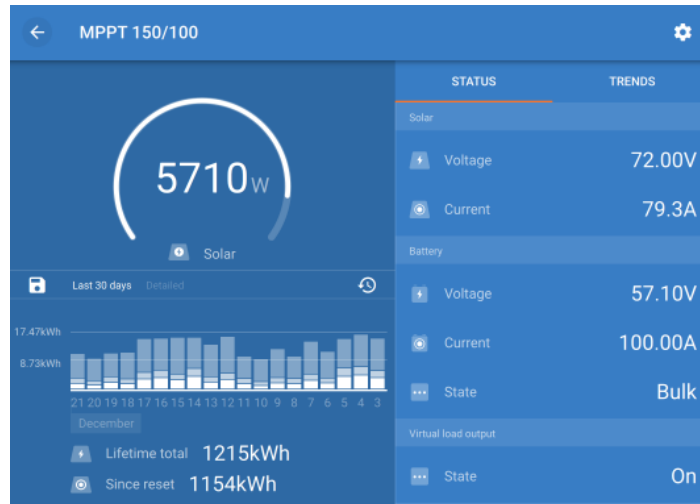 MPPT 150/100
5710W
Solar
Last 30 days Detailed
17.47kWh
8.73kWh
21 20 19 18 17 16 15 14 13 12 11 10 9 8 7 6 5 4 3
December
Lifetime total 1215kWh
Since reset 1154kWh
STATUS TRENDS
Solar
Voltage 72.00V
Current 79.3A
Battery
Voltage 57.10V
Current 100.00A
State Bulk
Virtual load output
State On